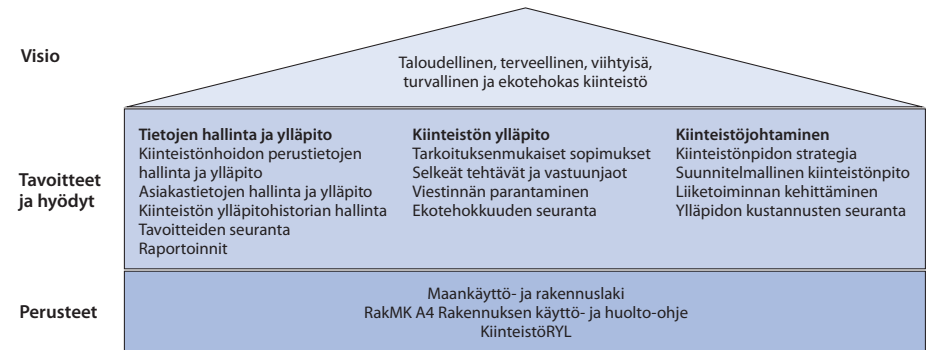 Visio
Taloudellinen, terveellinen, viihtyisä,
turvallinen ja ekotehokas kiinteistö
Tavoitteet
ja hyödyt
Tietojen hallinta ja ylläpito
Kiinteistönhoidon perustietojen
hallinta ja ylläpito
Asiakastietojen hallinta ja ylläpito
Kiinteistön ylläpitohistorian hallinta
Tavoitteiden seuranta
Raportoinnit
Kiinteistön ylläpito
Tarkoituksenmukaiset sopimukset
Selkeät tehtävät ja vastuunjaot
Viestinnän parantaminen
Ekotehokkuuden seuranta
Kiinteistöjohtaminen
Kiinteistönpidon strategia
Suunnitelmallinen kiinteistönpito
Liiketoiminnan kehittäminen
Ylläpidon kustannusten seuranta
Perusteet
Maankäyttö- ja rakennuslaki
RakMK A4 Rakennuksen käyttö- ja huolto-ohje
KiinteistöRYL